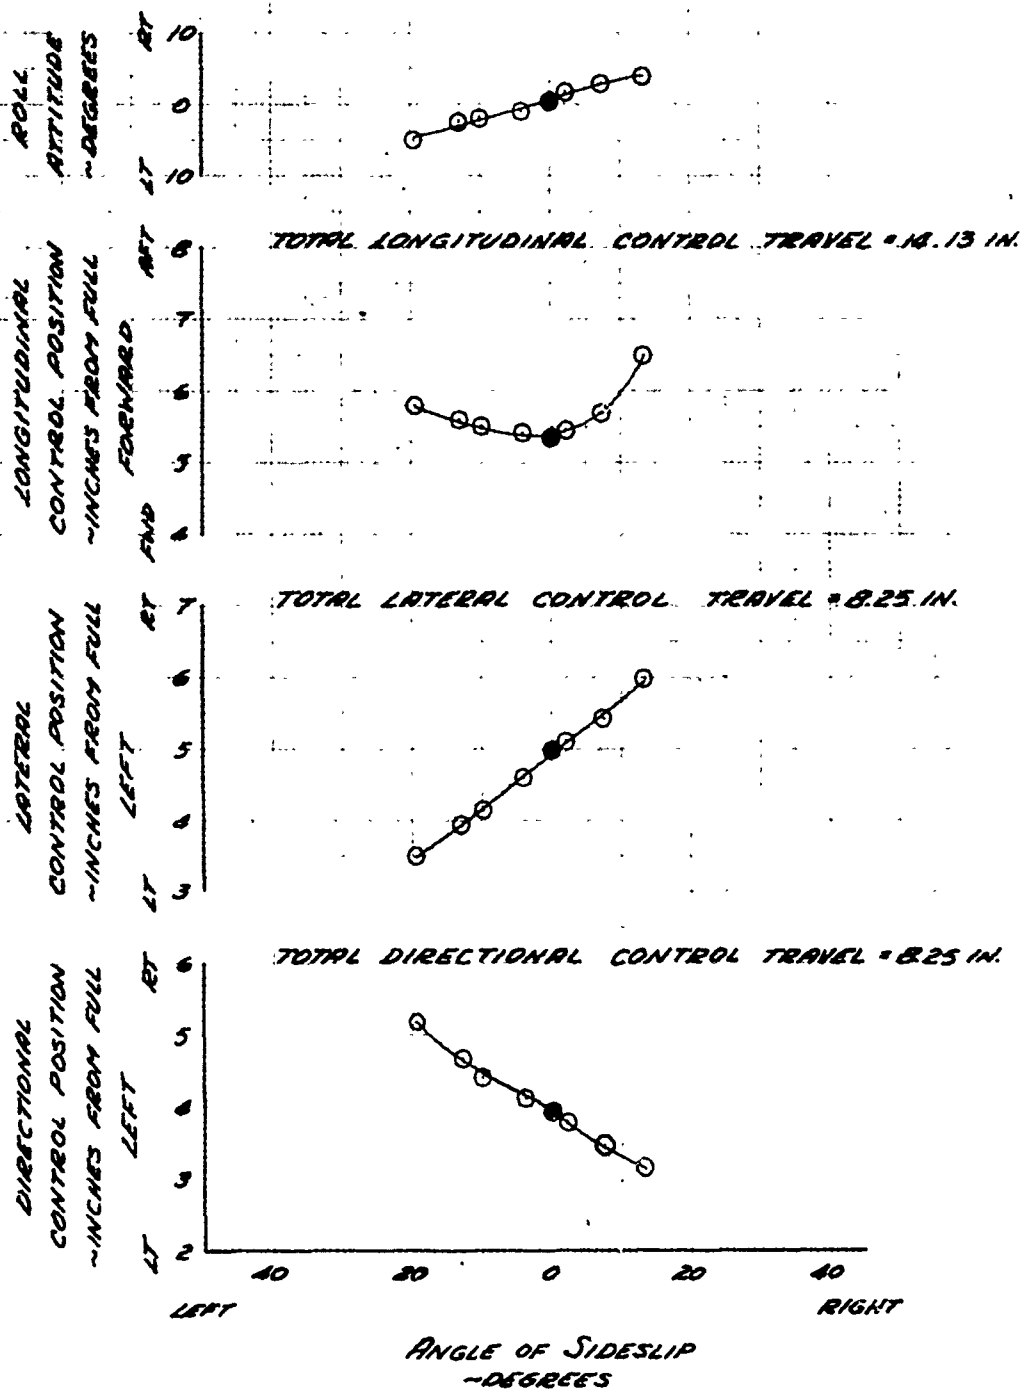 ROLL
ATTITUDE
~DEGREES
RT
LT
10
0
10
TOTAL LONGITUDINAL CONTROL TRAVEL = 14.13 IN.
LONGITUDINAL
CONTROL POSITION
~INCHES FROM FULL
FORWARD
AFT
FWD
8
7
6
5
4
TOTAL LATERAL CONTROL TRAVEL = 8.25 IN.
LATERAL
CONTROL POSITION
~INCHES FROM FULL
LEFT
RT
LT
7
6
5
4
3
TOTAL DIRECTIONAL CONTROL TRAVEL = 8.25 IN.
DIRECTIONAL
CONTROL POSITION
~INCHES FROM FULL
LEFT
RT
LT
6
5
4
3
2
40 20 0 20 40
LEFT RIGHT
ANGLE OF SIDESLIP
~DEGREES